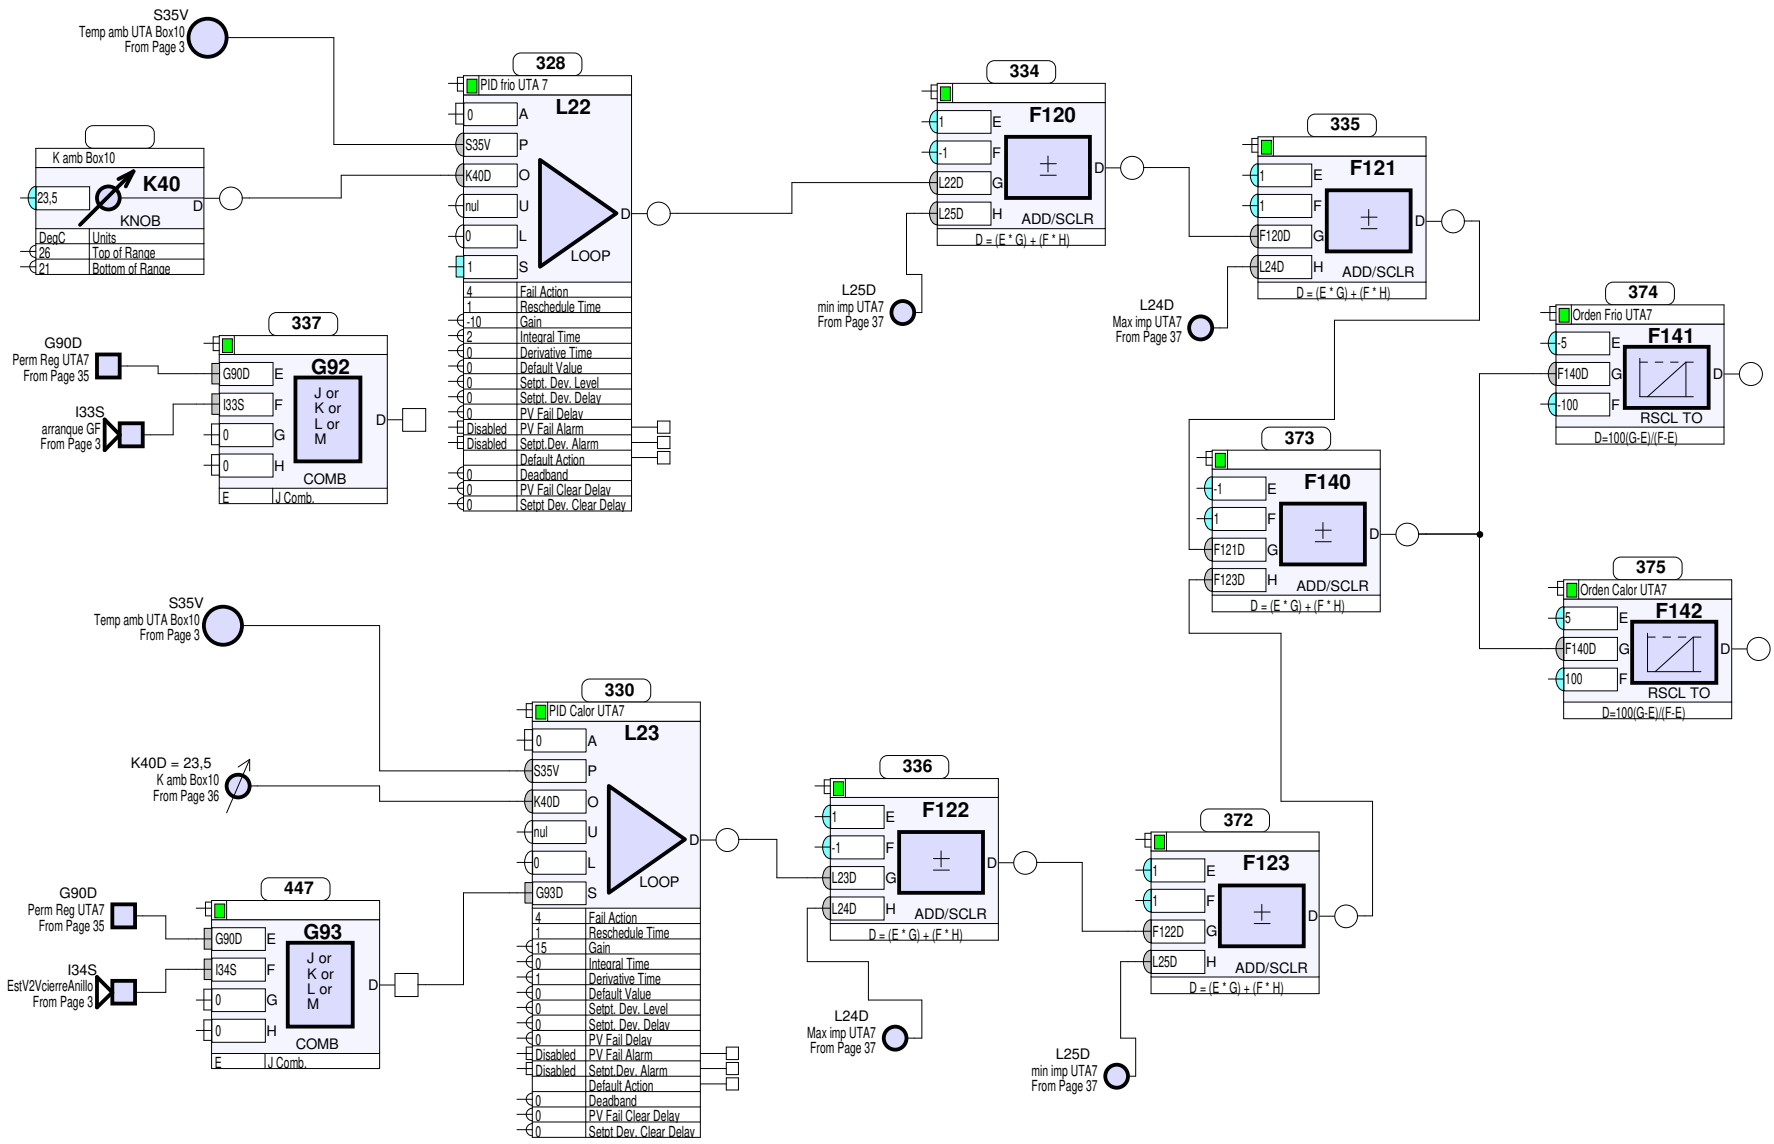 S35V
Temp amb UTA Box10
From Page 3
K amb Box10
23,5
K40
D
KNOB
DegC Units
26 Top of Range
21 Bottom of Range
328
PID frio UTA 7
L22
0 A
S35V P
K40D O
nul U
0 L
1 S
D
LOOP
4 Fail Action
1 Reschedule Time
-10 Gain
2 Integral Time
0 Derivative Time
0 Default Value
0 Setpt. Dev. Level
0 Setpt. Dev. Delay
0 PV Fail Delay
Disabled PV Fail Alarm
Disabled Setpt.Dev. Alarm
Default Action
0 Deadband
0 PV Fail Clear Delay
0 Setpt Dev. Clear Delay
G90D
Perm Reg UTA7
From Page 35
I33S
arranque GF
From Page 3
337
G92
G90D E
I33S F
0 G
0 H
J or
K or
L or
M
D
COMB
E J Comb.
334
F120
1 E
-1 F
L22D G
L25D H
±
D
ADD/SCLR
D = (E * G) + (F * H)
L25D
min imp UTA7
From Page 37
335
F121
1 E
1 F
F120D G
L24D H
±
D
ADD/SCLR
D = (E * G) + (F * H)
L24D
Max imp UTA7
From Page 37
374
Orden Frio UTA7
F141
-5 E
F140D G
-100 F
D
RSCL TO
D=100(G-E)/(F-E)
373
F140
-1 E
1 F
F121D G
F123D H
±
D
ADD/SCLR
D = (E * G) + (F * H)
375
Orden Calor UTA7
F142
5 E
F140D G
100 F
D
RSCL TO
D=100(G-E)/(F-E)
S35V
Temp amb UTA Box10
From Page 3
K40D = 23,5
K amb Box10
From Page 36
330
PID Calor UTA7
L23
0 A
S35V P
K40D O
nul U
0 L
G93D S
D
LOOP
4 Fail Action
1 Reschedule Time
15 Gain
0 Integral Time
1 Derivative Time
0 Default Value
0 Setpt. Dev. Level
0 Setpt. Dev. Delay
0 PV Fail Delay
Disabled PV Fail Alarm
Disabled Setpt.Dev. Alarm
Default Action
0 Deadband
0 PV Fail Clear Delay
0 Setpt Dev. Clear Delay
G90D
Perm Reg UTA7
From Page 35
I34S
EstV2VcierreAnillo
From Page 3
447
G93
G90D E
I34S F
0 G
0 H
J or
K or
L or
M
D
COMB
E J Comb.
336
F122
1 E
-1 F
L23D G
L24D H
±
D
ADD/SCLR
D = (E * G) + (F * H)
L24D
Max imp UTA7
From Page 37
372
F123
1 E
1 F
F122D G
L25D H
±
D
ADD/SCLR
D = (E * G) + (F * H)
L25D
min imp UTA7
From Page 37